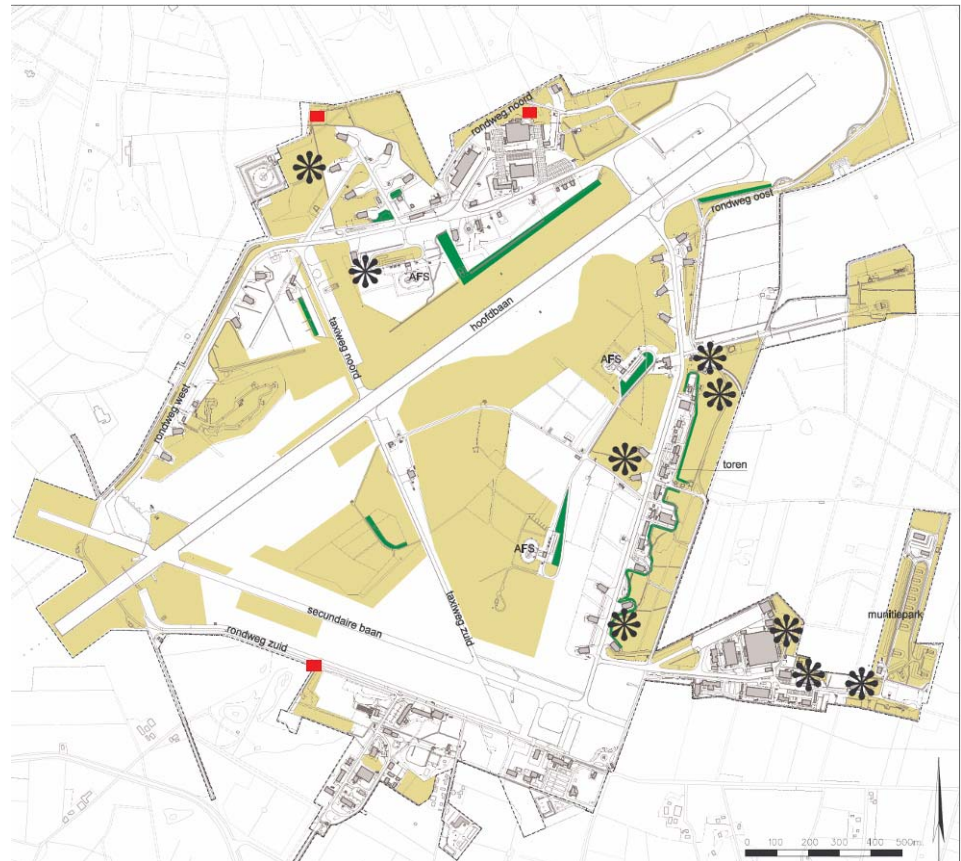 rondweg noord
rondweg oost
AFS
taxiweg noord
hoofdbaan
AFS
rondweg west
toren
AFS
munitiepark
secundaire baan
taxiweg zuid
rondweg zuid
0 100 200 300 400 500m.